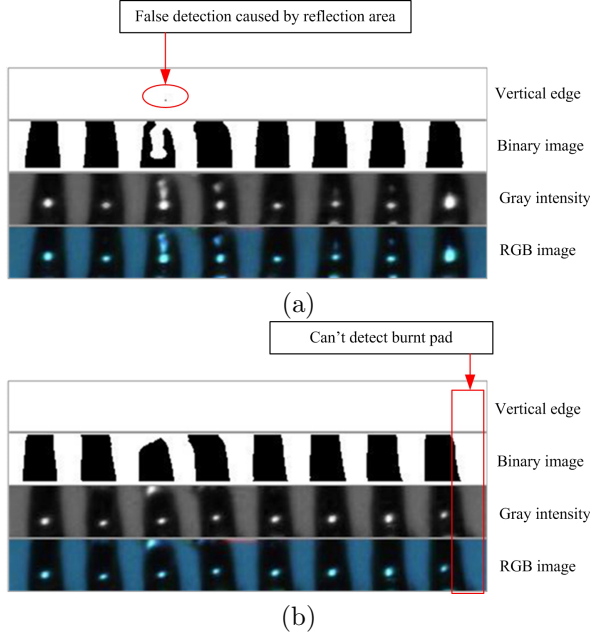 False detection caused by reflection area
Vertical edge
Binary image
Gray intensity
RGB image
(a)
Can't detect burnt pad
Vertical edge
Binary image
Gray intensity
RGB image
(b)